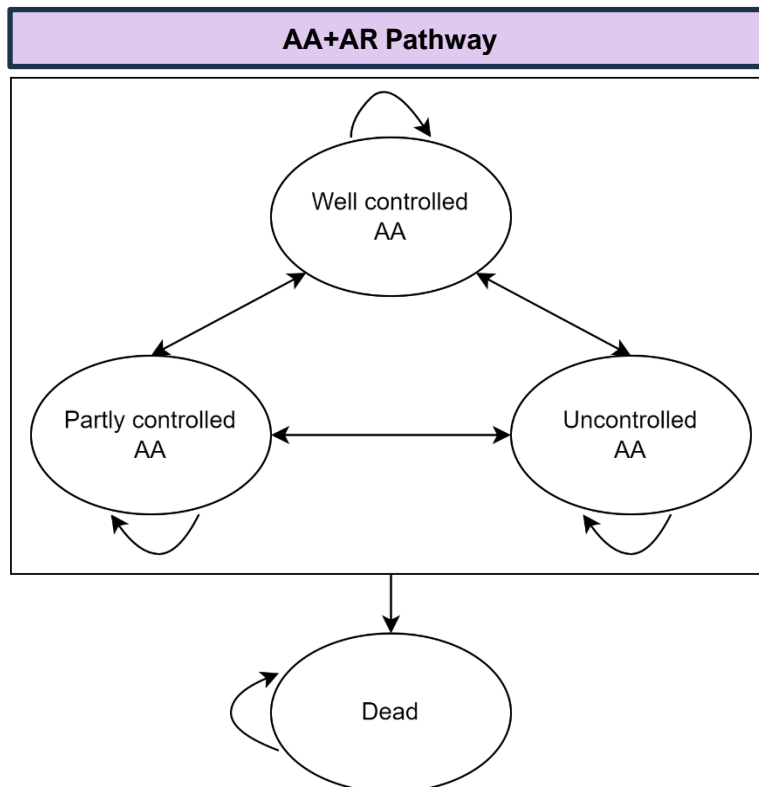 AA+AR Pathway
Well controlled
AA
Partly controlled
AA
Uncontrolled
AA
Dead